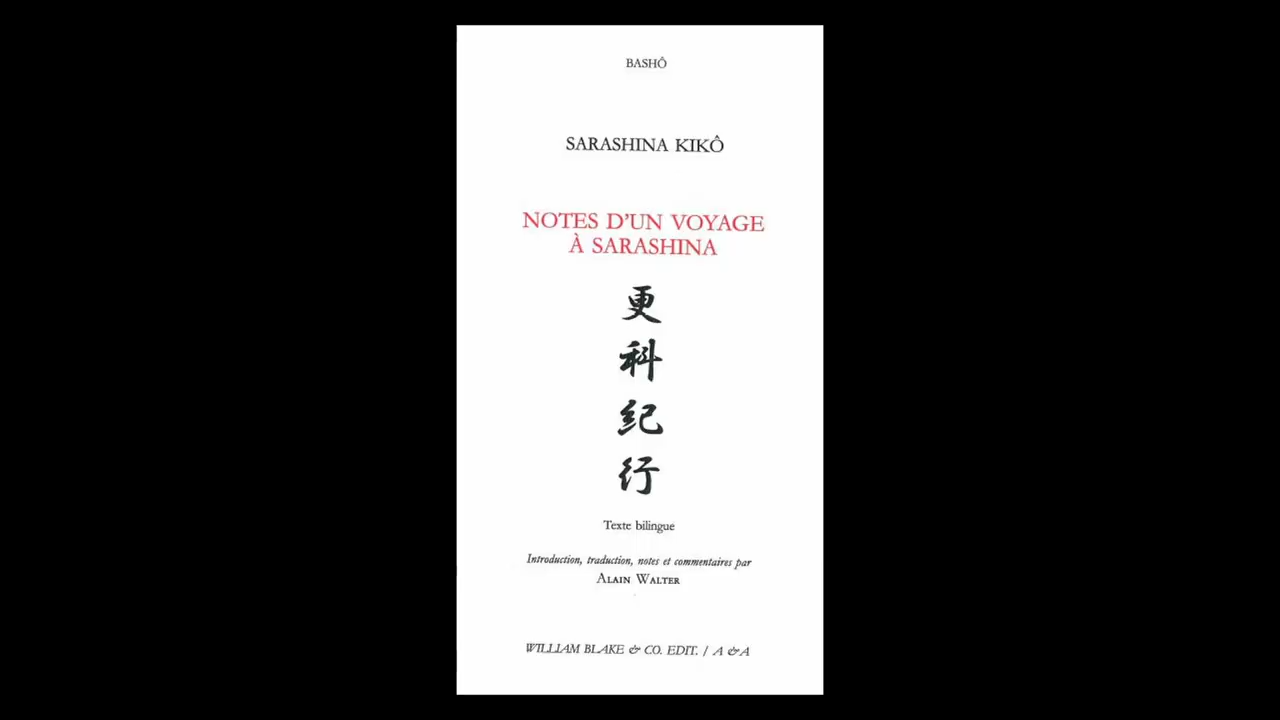 BASHÔ
SARASHINA KIKÔ
NOTES D'UN VOYAGE
À SARASHINA
更
科
紀
行
Texte bilingue
Introduction, traduction, notes et commentaires par
ALAIN WALTER
WILLIAM BLAKE & CO. EDIT. / A & A